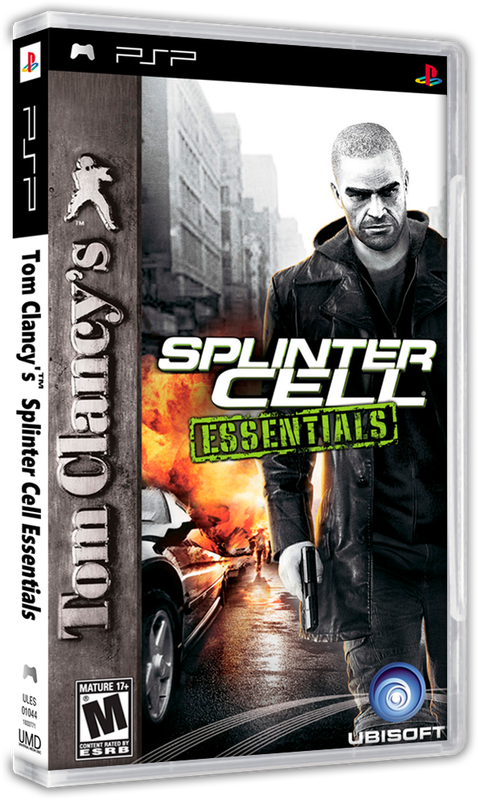 PSP
Tom Clancy's™ Splinter Cell Essentials
ULES
01044
UMD
PSP
Tom Clancy's
TM
SPLINTER
CELL
ESSENTIALS
MATURE 17+
M
CONTENT RATED BY
ESRB
UBISOFT